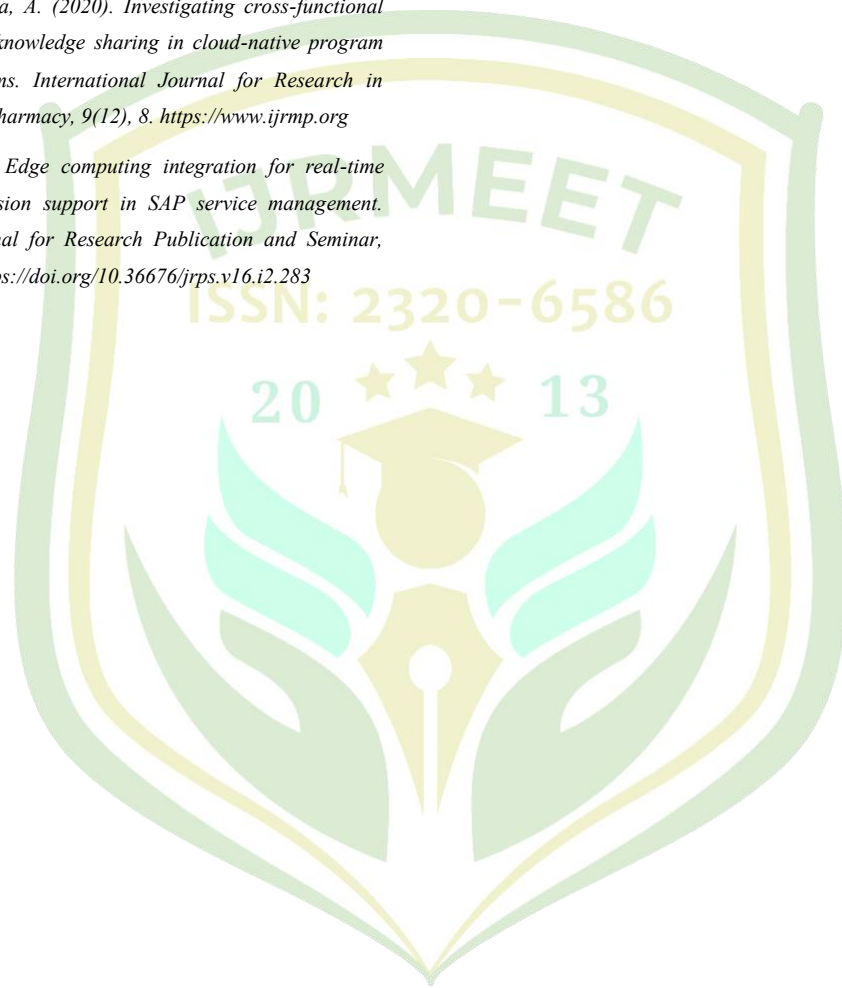 a, A. (2020). Investigating cross-functional
knowledge sharing in cloud-native program
ns. International Journal for Research in
harmacy, 9(12), 8. https://www.ijrmp.org
Edge computing integration for real-time
sion support in SAP service management.
nal for Research Publication and Seminar,
ps://doi.org/10.36676/jrps.v16.i2.283
IJRMEET
ISSN: 2320-6586
20 13